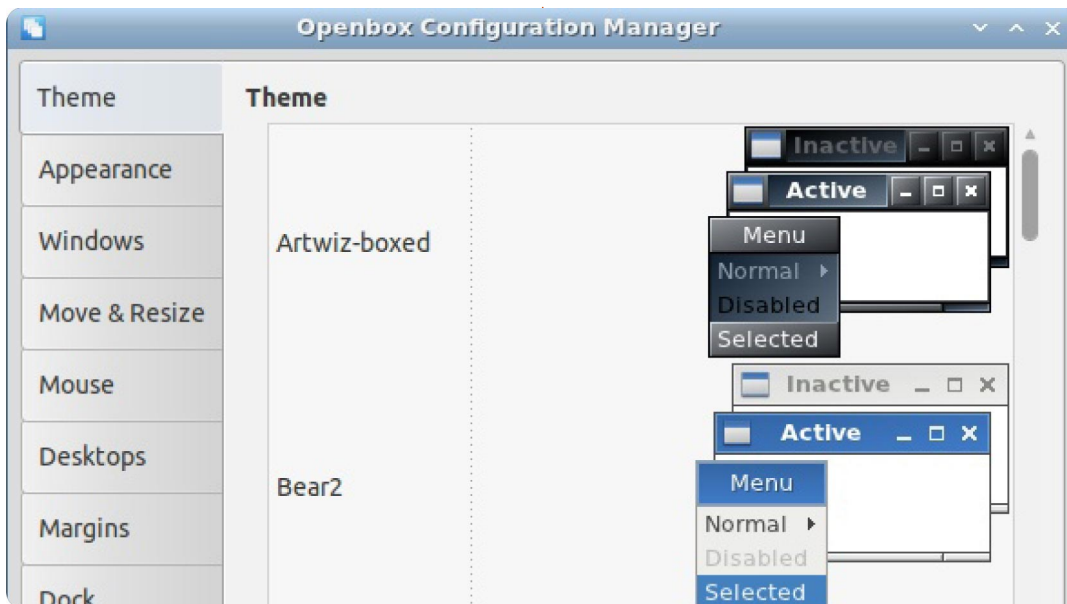 Openbox Configuration Manager
Theme
Appearance
Windows
Move & Resize
Mouse
Desktops
Margins
Dock
Theme
Artwiz-boxed
Inactive
Active
Menu
Normal
Disabled
Selected
Bear2
Inactive
Active
Menu
Normal
Disabled
Selected